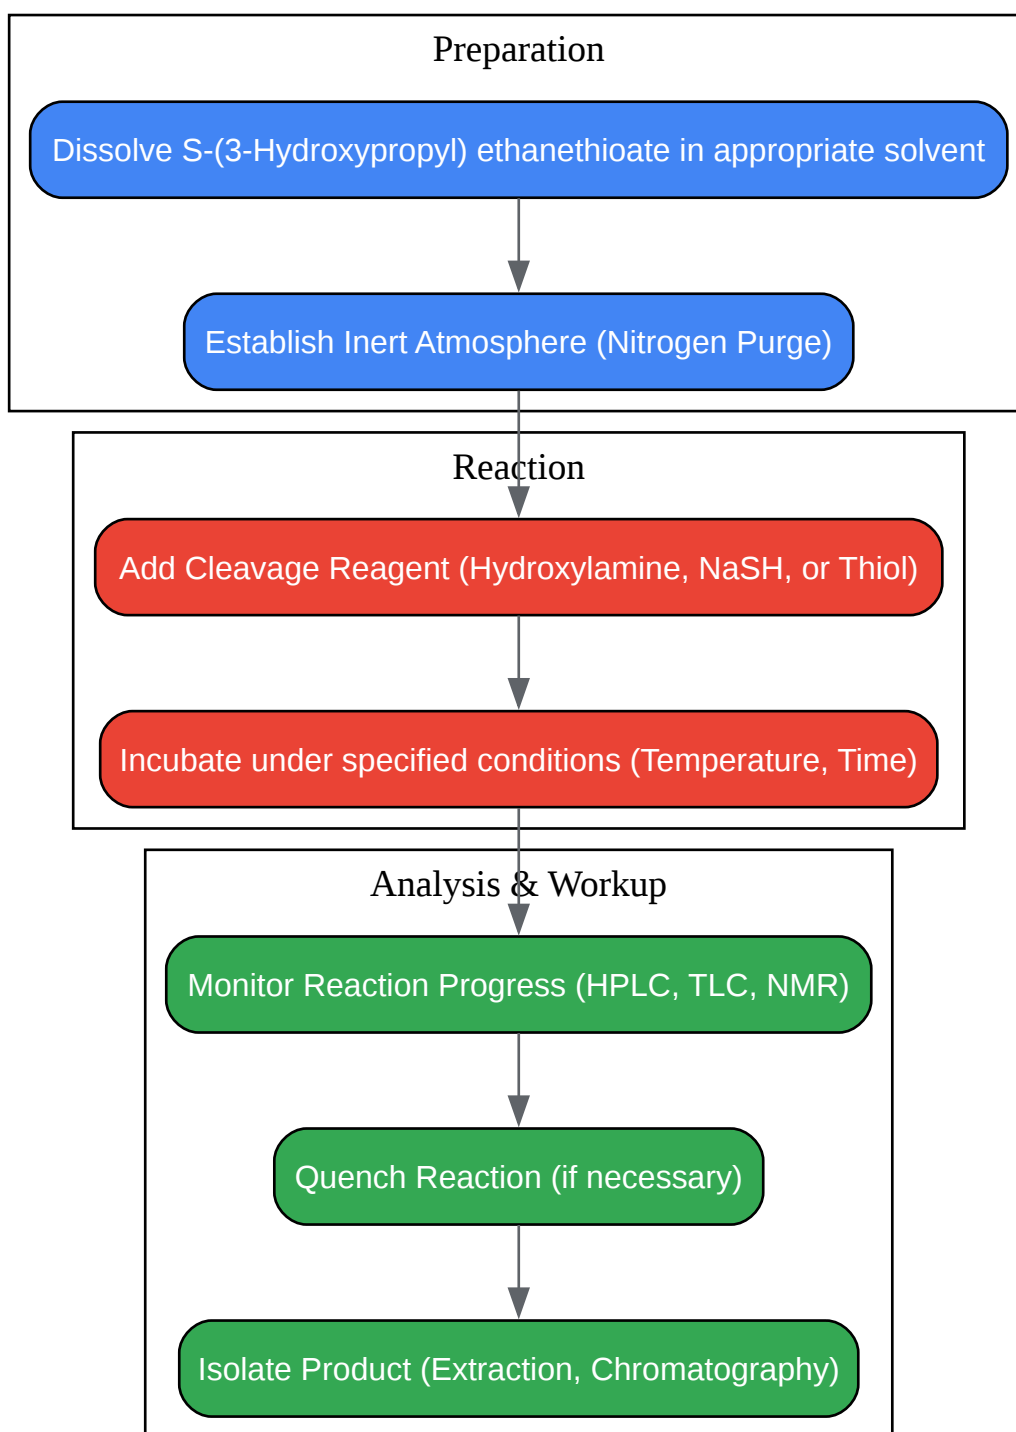 Preparation
Dissolve S-(3-Hydroxypropyl) ethanethioate in appropriate solvent
Establish Inert Atmosphere (Nitrogen Purge)
Reaction
Add Cleavage Reagent (Hydroxylamine, NaSH, or Thiol)
Incubate under specified conditions (Temperature, Time)
Analysis & Workup
Monitor Reaction Progress (HPLC, TLC, NMR)
Quench Reaction (if necessary)
Isolate Product (Extraction, Chromatography)